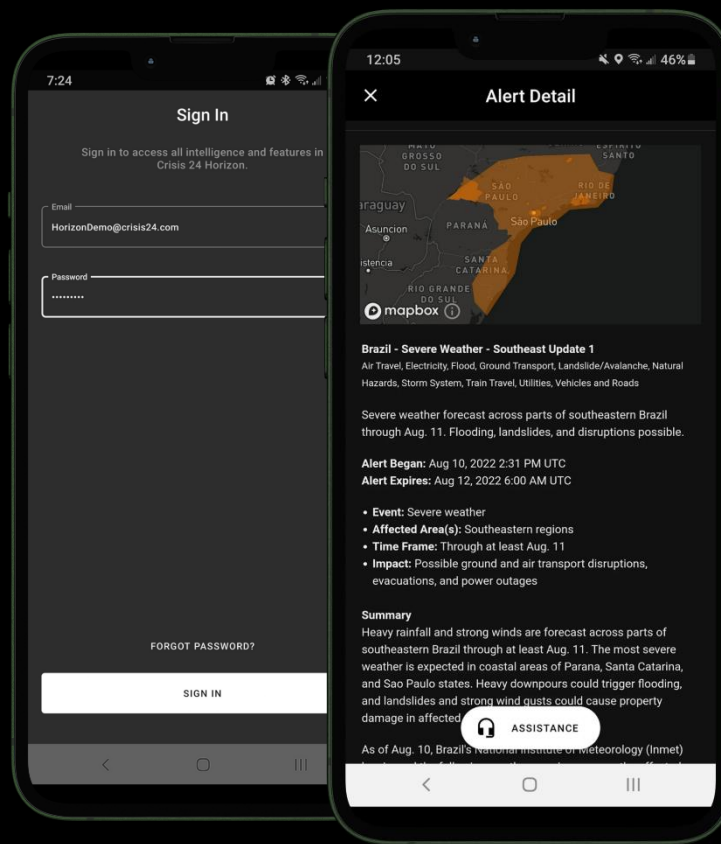 7:24
Sign In
Sign in to access all intelligence and features in
Crisis 24 Horizon.
Email
HorizonDemo@crisis24.com
Password
FORGOT PASSWORD?
SIGN IN
12:05
46%
Alert Detail
MATO
GROSSO
DO SUL
ESPIRITO
SANTO
SAO
PAULO
RIO DE
JANEIRO
araguay
Asuncion
PARANÁ
São Paulo
istencia
SANTA
CATARINA
RIO GRANDE
DO SUL
mapbox
Brazil - Severe Weather - Southeast Update 1
Air Travel, Electricity, Flood, Ground Transport, Landslide/Avalanche, Natural
Hazards, Storm System, Train Travel, Utilities, Vehicles and Roads
Severe weather forecast across parts of southeastern Brazil
through Aug. 11. Flooding, landslides, and disruptions possible.
Alert Began: Aug 10, 2022 2:31 PM UTC
Alert Expires: Aug 12, 2022 6:00 AM UTC
• Event: Severe weather
• Affected Area(s): Southeastern regions
• Time Frame: Through at least Aug. 11
• Impact: Possible ground and air transport disruptions,
evacuations, and power outages
Summary
Heavy rainfall and strong winds are forecast across parts of
southeastern Brazil through at least Aug. 11. The most severe
weather is expected in coastal areas of Parana, Santa Catarina,
and Sao Paulo states. Heavy downpours could trigger flooding,
and landslides and strong wind gusts could cause property
damage in affected
ASSISTANCE
As of Aug. 10, Brazil's National Institute of Meteorology (Inmet)